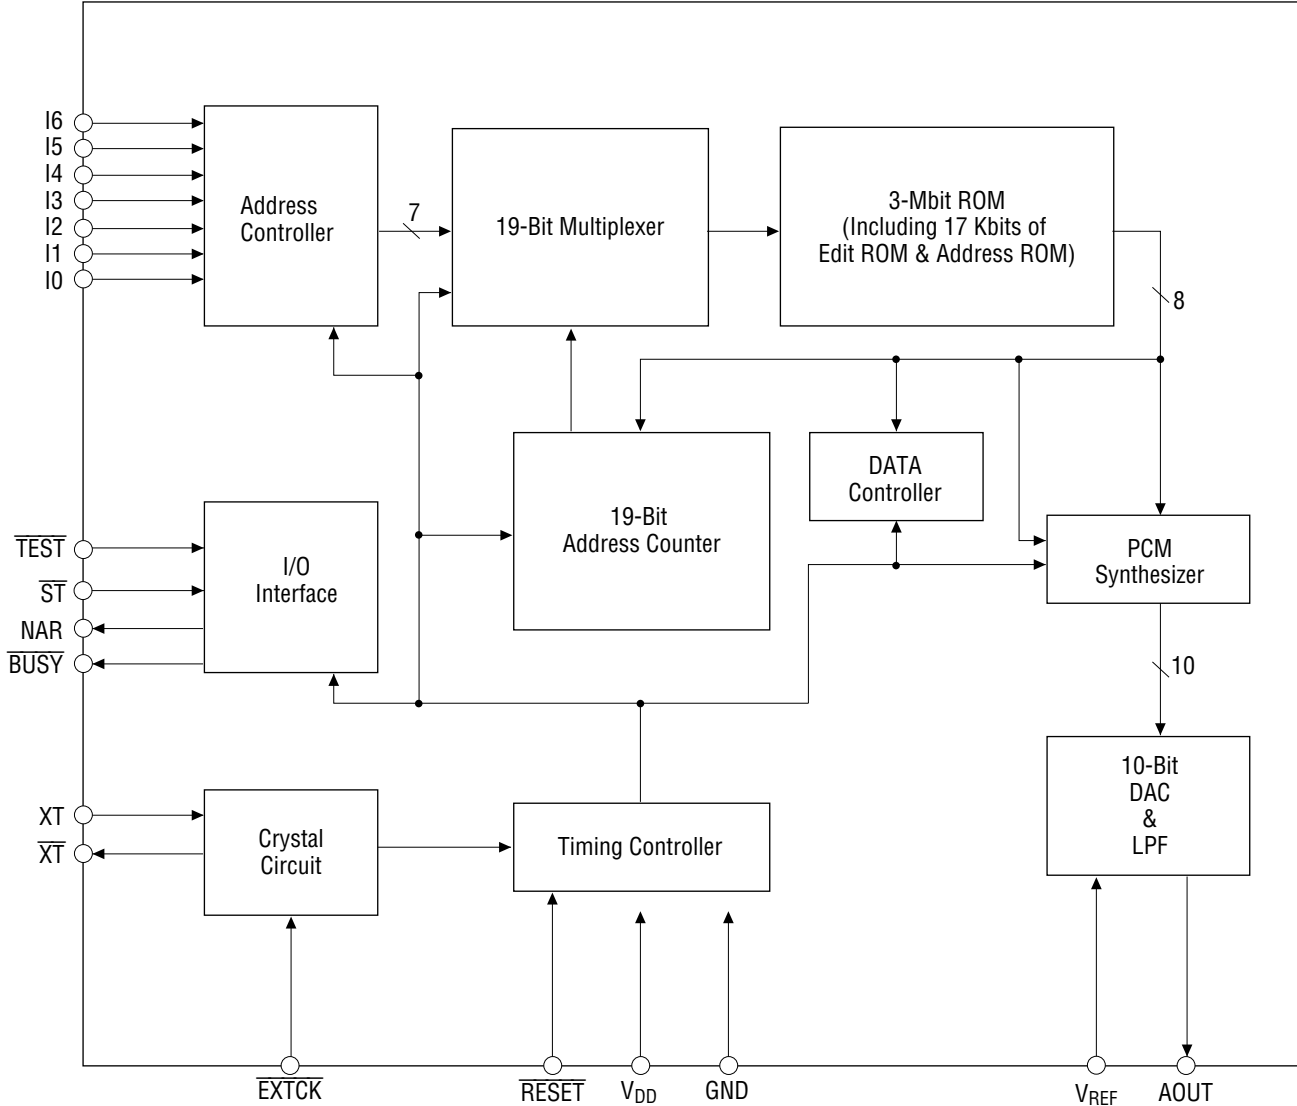 I6
I5
I4
I3
I2
I1
I0
Address
Controller
7
19-Bit Multiplexer
3-Mbit ROM
(Including 17 Kbits of
Edit ROM & Address ROM)
8
TEST
ST
NAR
BUSY
I/O
Interface
19-Bit
Address Counter
DATA
Controller
PCM
Synthesizer
10
XT
XT
Crystal
Circuit
Timing Controller
10-Bit
DAC
&
LPF
EXTCK
RESET
VDD
GND
VREF
AOUT